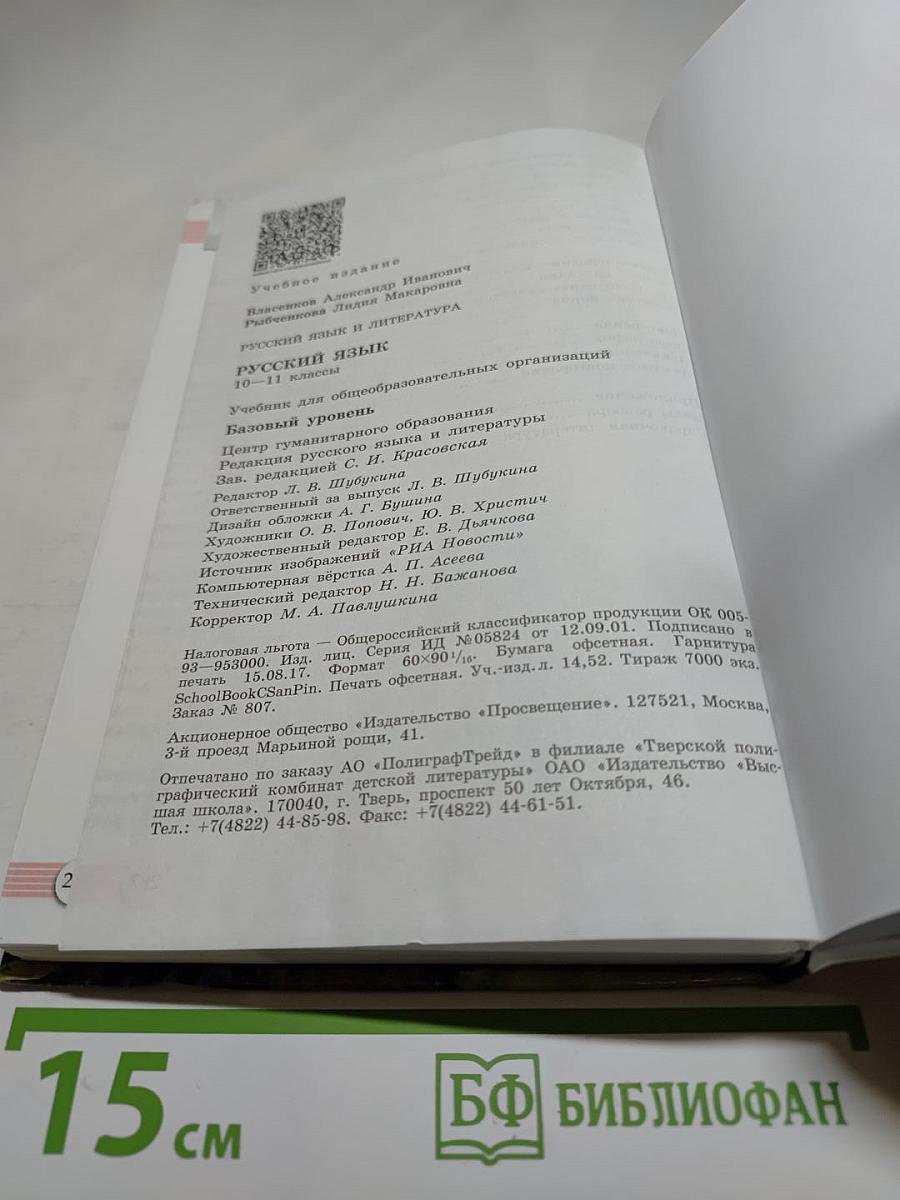 Учебное издание
Власенков Александр Иванович
Рыбченкова Лидия Макаровна
РУССКИЙ ЯЗЫК И ЛИТЕРАТУРА
РУССКИЙ ЯЗЫК
10—11 классы
Учебник для общеобразовательных организаций
Базовый уровень
Центр гуманитарного образования
Редакция русского языка и литературы
Зав. редакцией С. И. Красовская
Редактор Л. В. Шубукина
Ответственный за выпуск Л. В. Шубукина
Дизайн обложки А. Г. Бушина
Художники О. В. Попович, Ю. В. Христич
Художественный редактор Е. В. Дьячкова
Источник изображений «РИА Новости»
Компьютерная вёрстка А. П. Асеева
Технический редактор Н. Н. Бажанова
Корректор М. А. Павлушкина
Налоговая льгота — Общероссийский классификатор продукции ОК 005-
93—953000. Изд. лиц. Серия ИД №05824 от 12.09.01. Подписано в
печать 15.08.17. Формат 60×90 1/16. Бумага офсетная. Гарнитура
SchoolBookCSanPin. Печать офсетная. Уч.-изд. л. 14,52. Тираж 7000 экз.
Заказ № 807.
Акционерное общество «Издательство «Просвещение». 127521, Москва,
3-й проезд Марьиной рощи, 41.
Отпечатано по заказу АО «ПолиграфТрейд» в филиале «Тверской поли-
графический комбинат детской литературы» ОАО «Издательство «Выс-
шая школа». 170040, г. Тверь, проспект 50 лет Октября, 46.
Тел.: +7(4822) 44-85-98. Факс: +7(4822) 44-61-51.
2
15 см
БФ БИБЛИОФАН